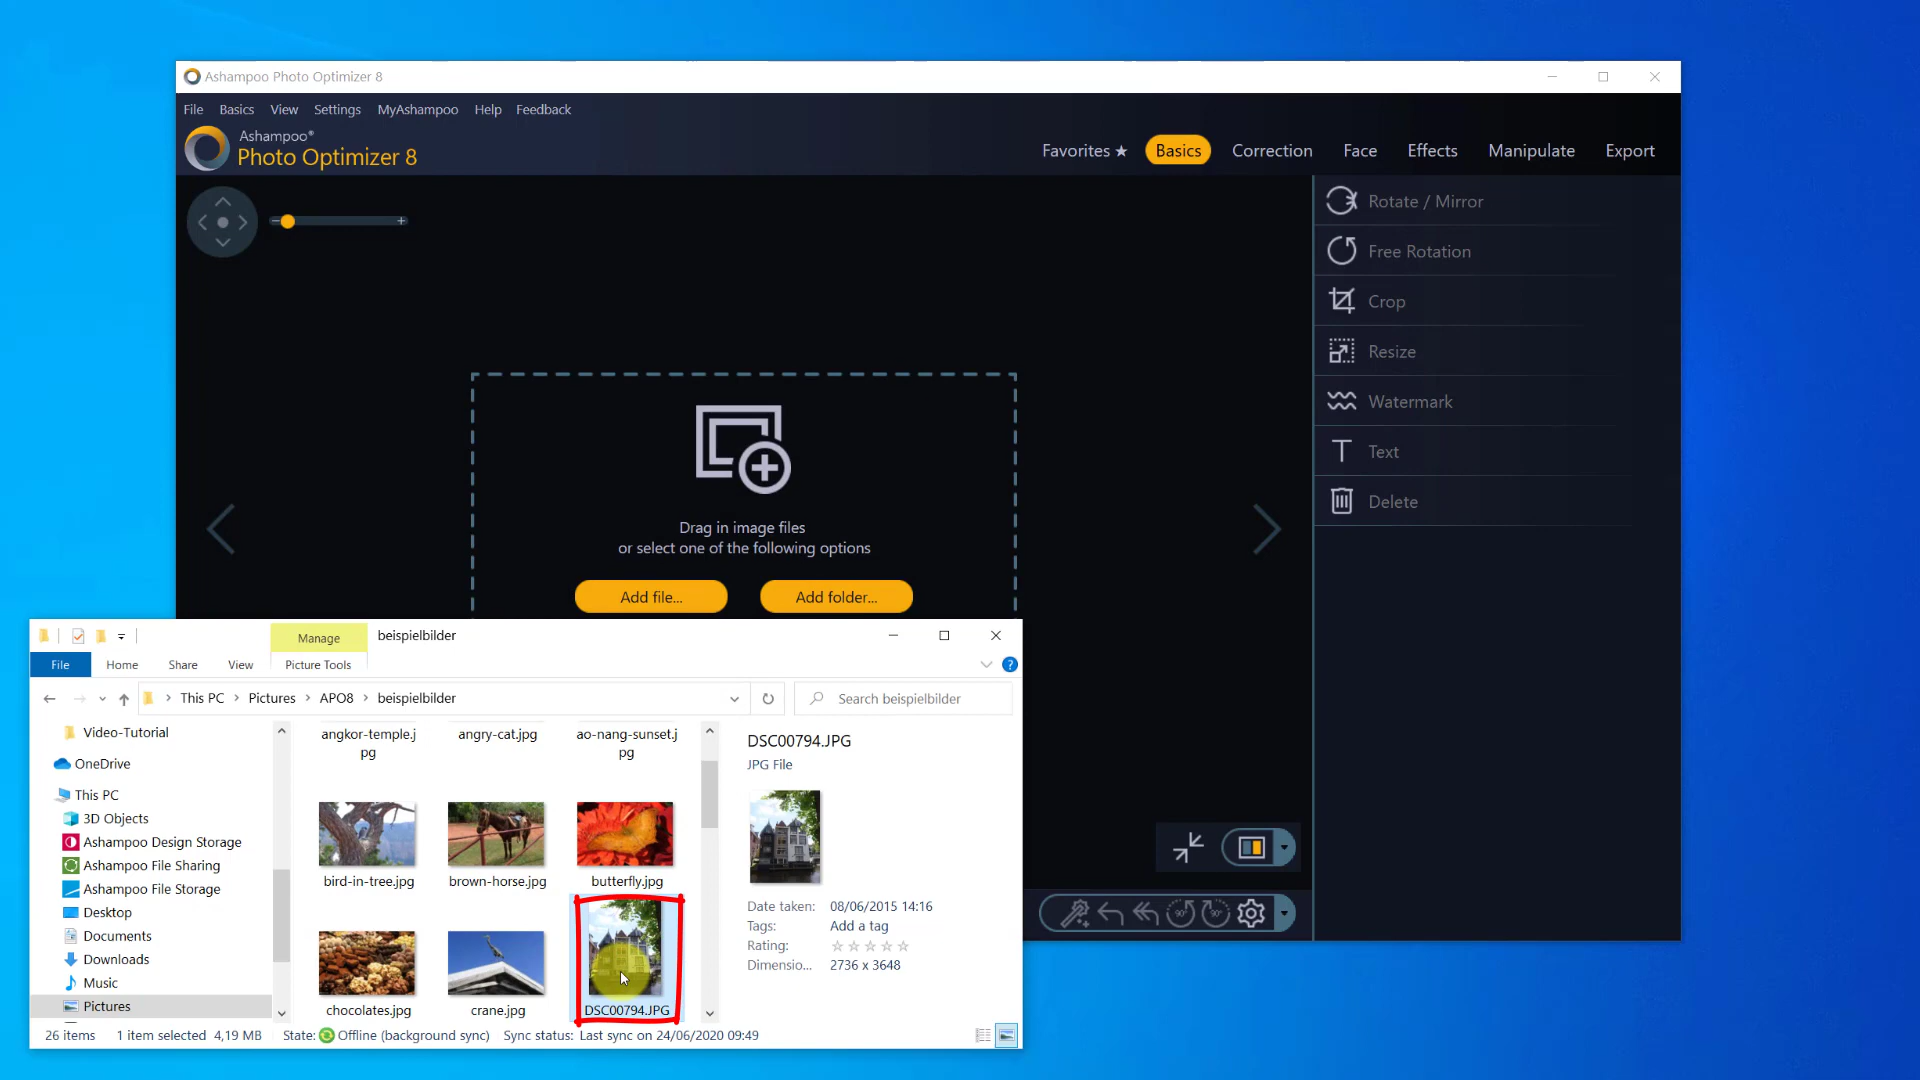 Ashampoo Photo Optimizer 8
File Basics View Settings MyAshampoo Help Feedback
Ashampoo®
Photo Optimizer 8
Favorites ★ Basics Correction Face Effects Manipulate Export
Rotate / Mirror
Free Rotation
Crop
Resize
Watermark
Text
Delete
Drag in image files
or select one of the following options
Add file...
Add folder...
90°
90°
Manage
beispielbilder
File Home Share View Picture Tools
This PC > Pictures > APO8 > beispielbilder
Search beispielbilder
Video-Tutorial
OneDrive
This PC
3D Objects
Ashampoo Design Storage
Ashampoo File Sharing
Ashampoo File Storage
Desktop
Documents
Downloads
Music
Pictures
angkor-temple.j
pg
angry-cat.jpg
ao-nang-sunset.j
pg
bird-in-tree.jpg
brown-horse.jpg
butterfly.jpg
chocolates.jpg
crane.jpg
DSC00794.JPG
DSC00794.JPG
JPG File
Date taken: 08/06/2015 14:16
Tags: Add a tag
Rating:
Dimensio... 2736 x 3648
26 items 1 item selected 4,19 MB State: Offline (background sync) Sync status: Last sync on 24/06/2020 09:49